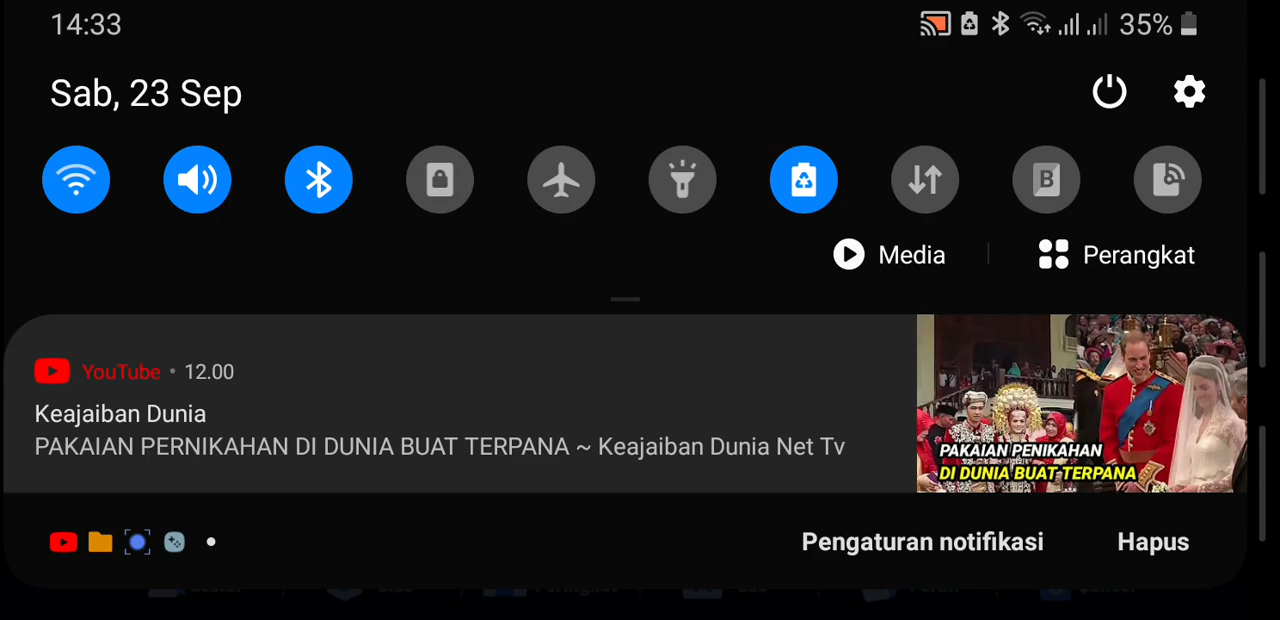 14:33
35%
Sab, 23 Sep
B
Media
Perangkat
YouTube • 12.00
Keajaiban Dunia
PAKAIAN PERNIKAHAN DI DUNIA BUAT TERPANA ~ Keajaiban Dunia Net Tv
PAKAIAN PENIKAHAN
DI DUNIA BUAT TERPANA
Pengaturan notifikasi
Hapus